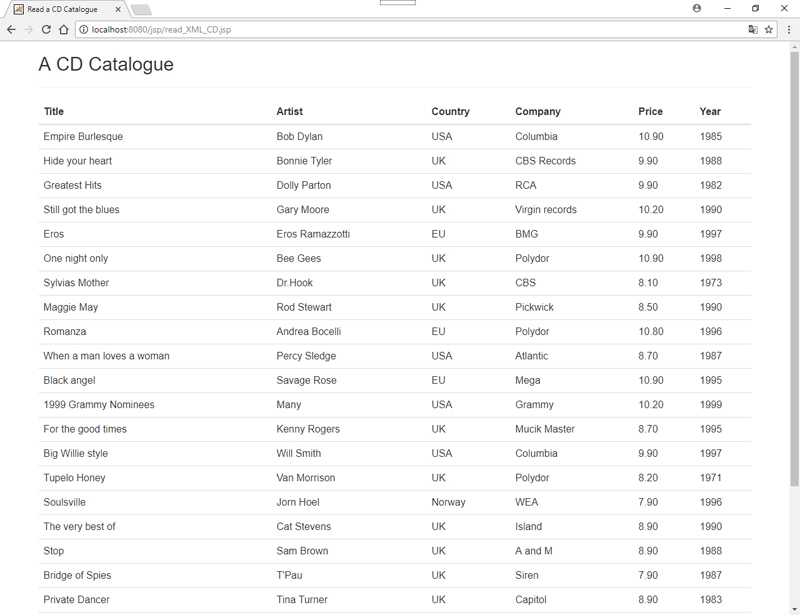 Read a CD Catalogue
localhost:8080/jsp/read_XML_CD.jsp
A CD Catalogue
Title Artist Country Company Price Year
Empire Burlesque Bob Dylan USA Columbia 10.90 1985
Hide your heart Bonnie Tyler UK CBS Records 9.90 1988
Greatest Hits Dolly Parton USA RCA 9.90 1982
Still got the blues Gary Moore UK Virgin records 10.20 1990
Eros Eros Ramazzotti EU BMG 9.90 1997
One night only Bee Gees UK Polydor 10.90 1998
Sylvias Mother Dr.Hook UK CBS 8.10 1973
Maggie May Rod Stewart UK Pickwick 8.50 1990
Romanza Andrea Bocelli EU Polydor 10.80 1996
When a man loves a woman Percy Sledge USA Atlantic 8.70 1987
Black angel Savage Rose EU Mega 10.90 1995
1999 Grammy Nominees Many USA Grammy 10.20 1999
For the good times Kenny Rogers UK Mucik Master 8.70 1995
Big Willie style Will Smith USA Columbia 9.90 1997
Tupelo Honey Van Morrison UK Polydor 8.20 1971
Soulsville Jorn Hoel Norway WEA 7.90 1996
The very best of Cat Stevens UK Island 8.90 1990
Stop Sam Brown UK A and M 8.90 1988
Bridge of Spies T'Pau UK Siren 7.90 1987
Private Dancer Tina Turner UK Capitol 8.90 1983